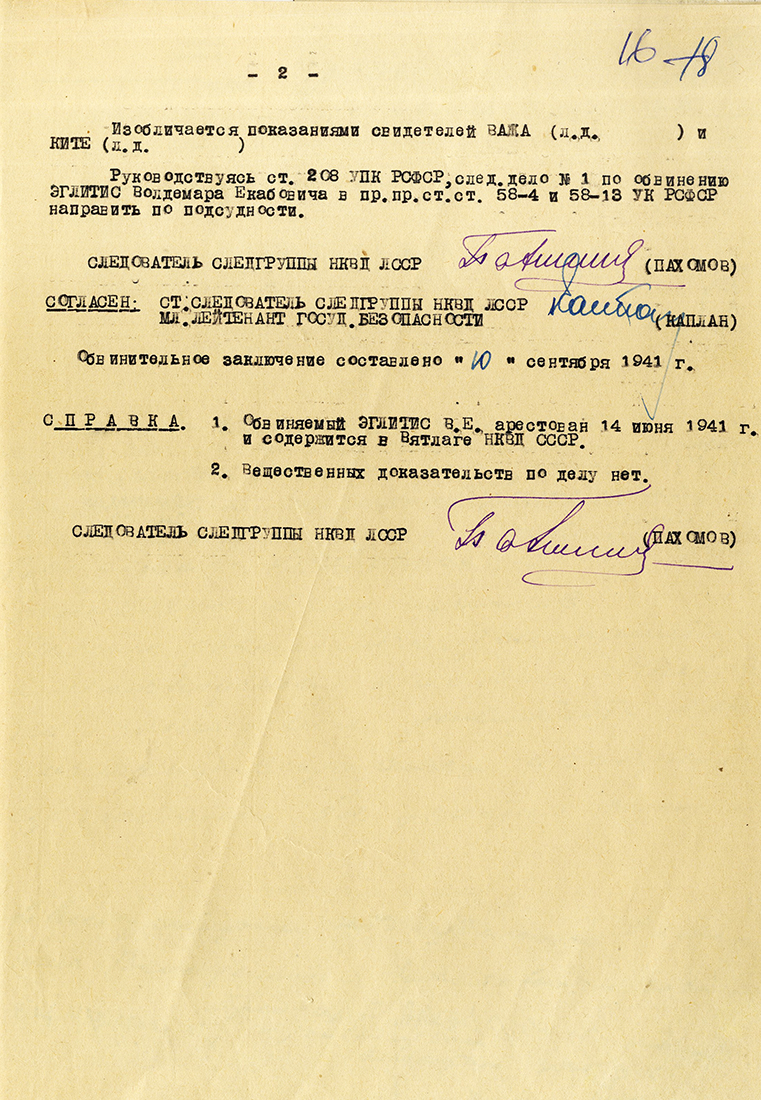 16 18
- 2 -
Изобличается показаниями свидетелей ВАЖА (л.д. ) и
КИТЕ (л.д. )
Руководствуясь ст. 208 УПК РСФСР, след.дело № 1 по обвинению
ЭГЛИТИС Волдемара Екабовича в пр.пр.ст.ст. 58-4 и 58-13 УК РСФСР
направить по подсудности.
СЛЕДОВАТЕЛЬ СЛЕДГРУППЫ НКВД ЛССР (ПАХОМОВ)
СОГЛАСЕН: СТ.СЛЕДОВАТЕЛЬ СЛЕДГРУППЫ НКВД ЛССР
МЛ.ЛЕЙТЕНАНТ ГОСУД.БЕЗОПАСНОСТИ (КАПЛАН)
Обвинительное заключение составлено "10" сентября 1941 г.
С П Р А В К А. 1. Обвиняемый ЭГЛИТИС В.Е. арестован 14 июня 1941 г.
и содержится в Вятлаге НКВД СССР.
2. Вещественных доказательств по делу нет.
СЛЕДОВАТЕЛЬ СЛЕДГРУППЫ НКВД ЛССР (ПАХОМОВ)